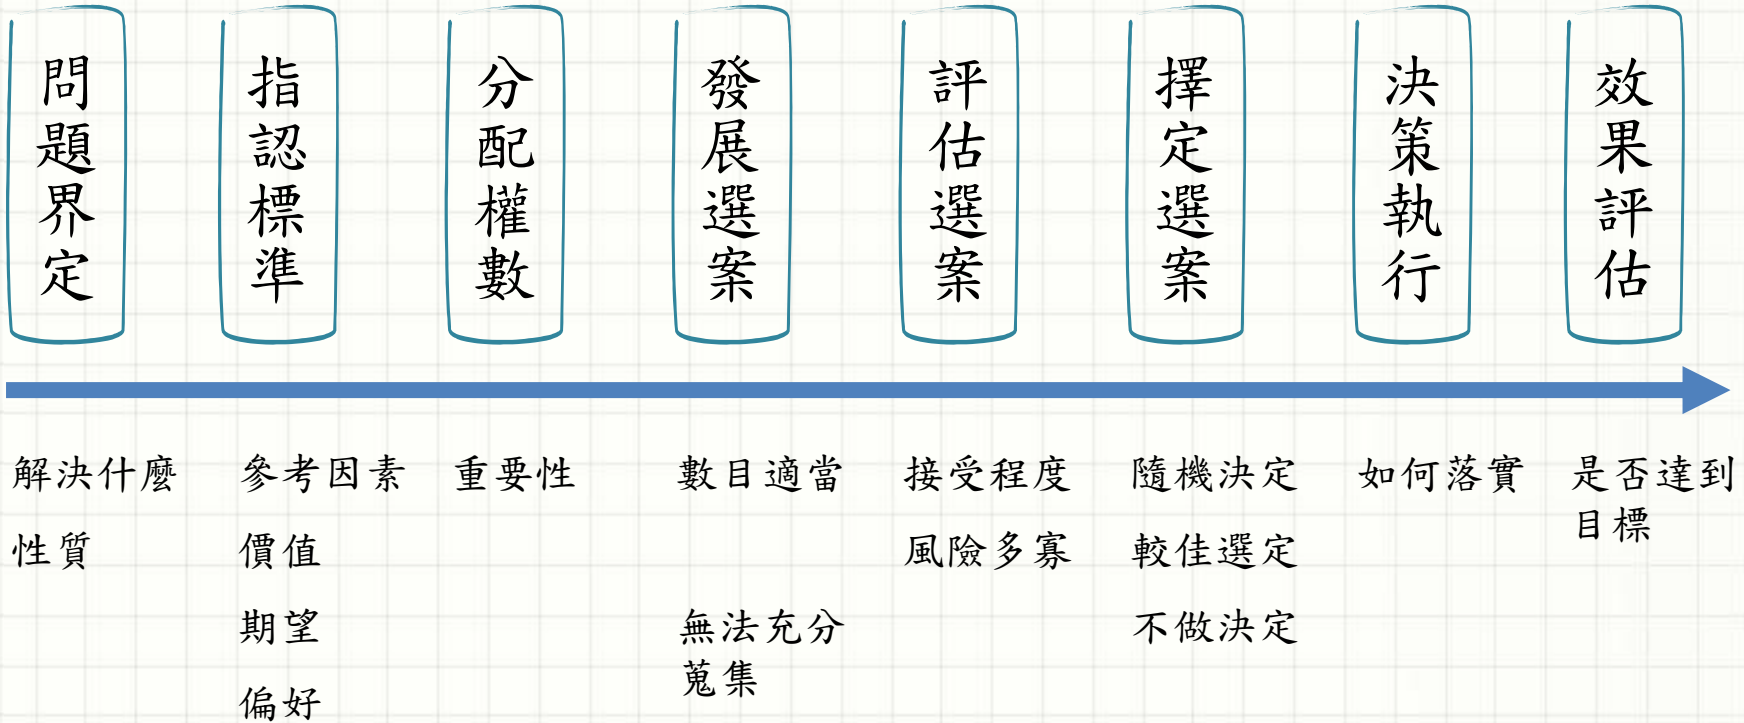 問題界定
指認標準
分配權數
發展選案
評估選案
擇定選案
決策執行
效果評估
解決什麼
性質
參考因素
價值
期望
偏好
重要性
數目適當
無法充分
蒐集
接受程度
風險多寡
隨機決定
較佳選定
不做決定
如何落實
是否達到
目標